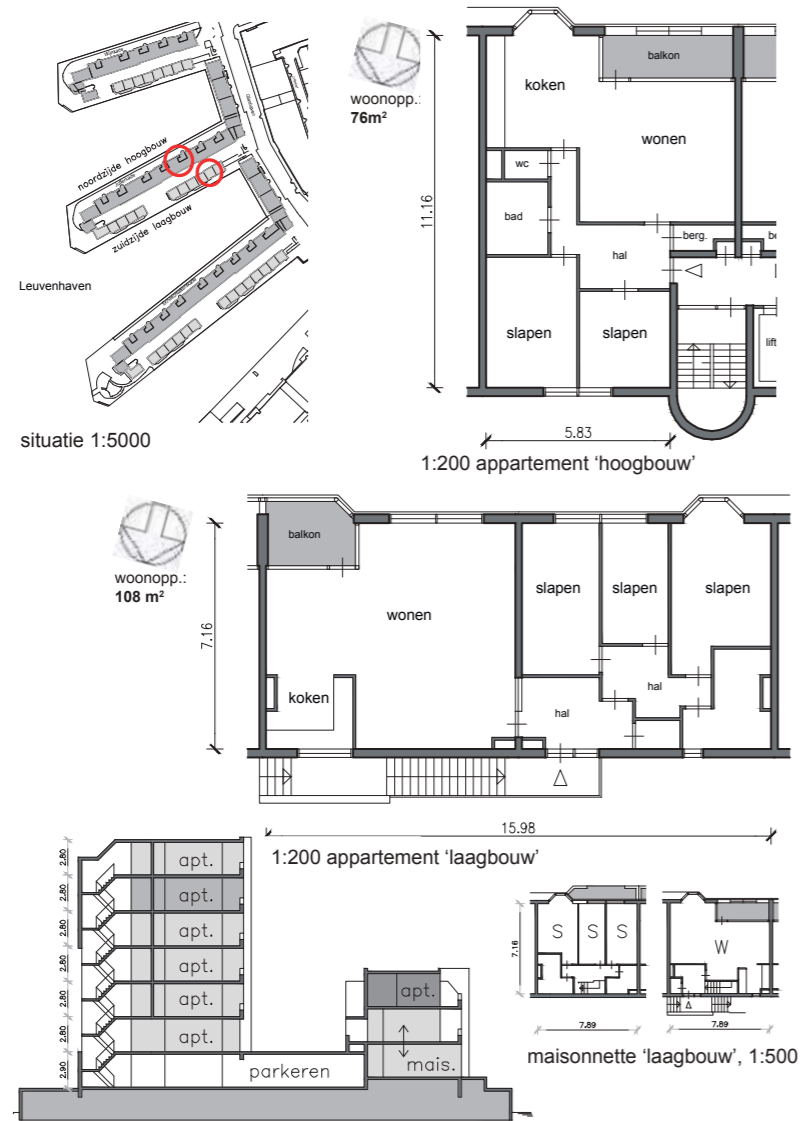 noordzijde hoogbouw
zuidzijde laagbouw
Leuvenhaven
situatie 1:5000
woonopp.:
76m²
11.16
koken
balkon
wonen
wc
bad
hal
berg.
be
slapen
slapen
lift
5.83
1:200 appartement ‘hoogbouw’
woonopp.:
108 m²
7.16
balkon
wonen
koken
slapen
slapen
slapen
hal
hal
15.98
1:200 appartement ‘laagbouw’
2.80
2.80
2.80
2.80
2.80
2.80
2.90
apt.
apt.
apt.
apt.
apt.
apt.
parkeren
apt.
mais.
7.16
S
S
S
W
7.89
7.89
maisonnette ‘laagbouw’, 1:500